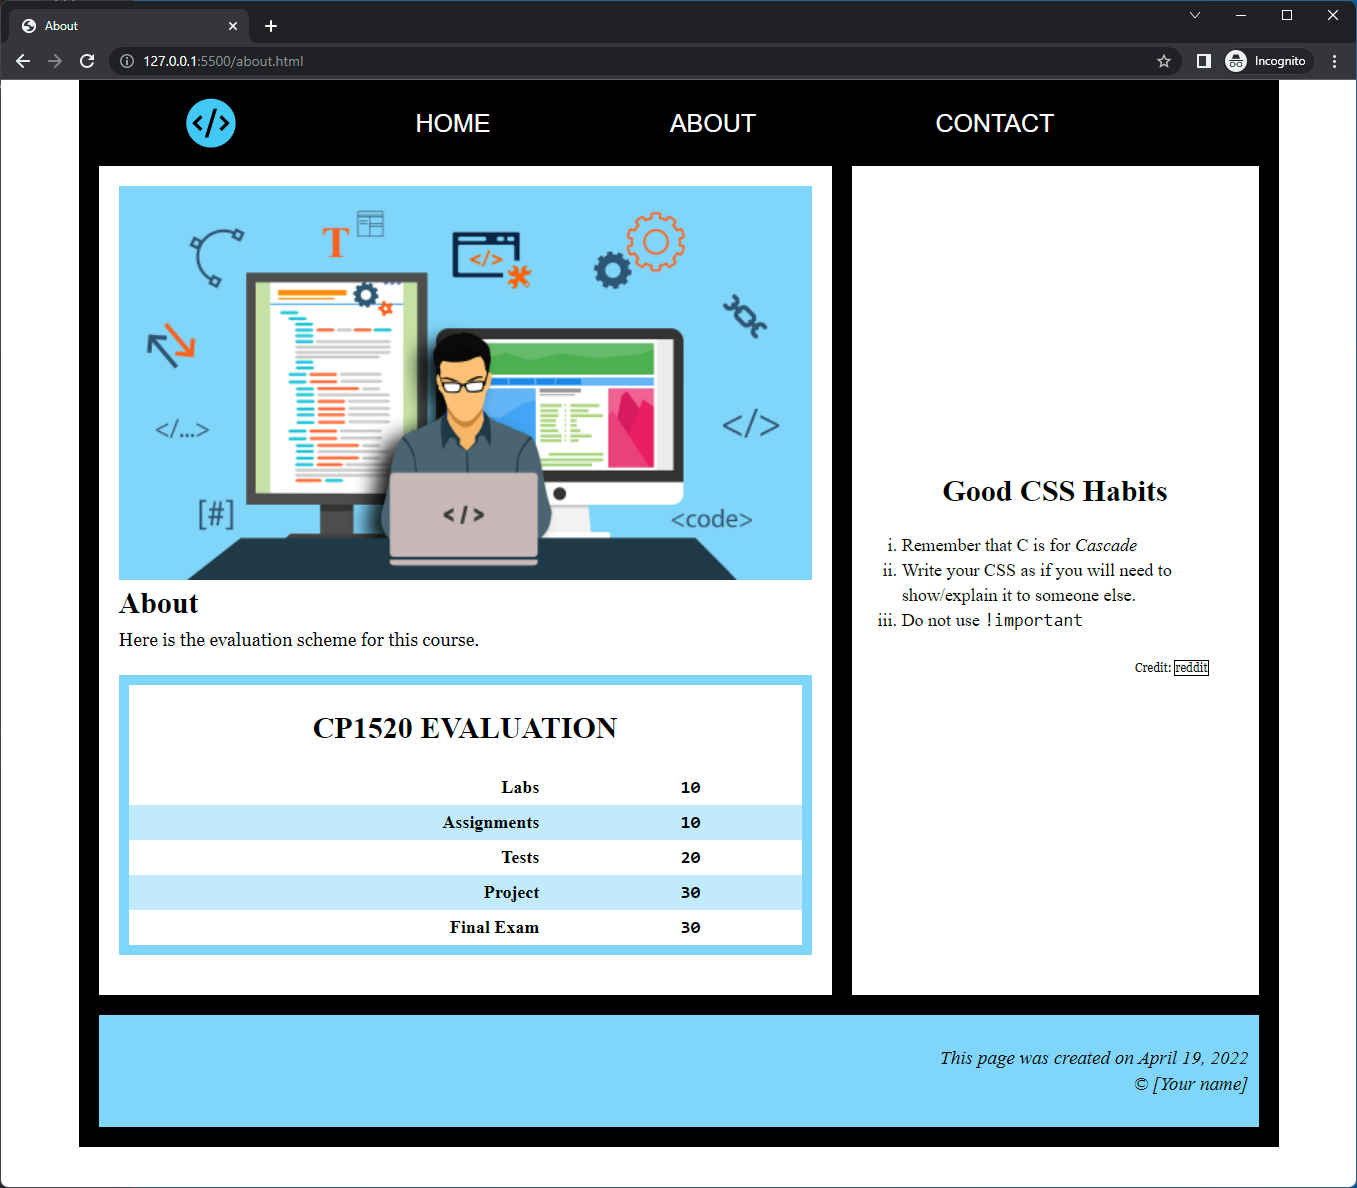 About
127.0.0.1:5500/about.html
Incognito
</>
HOME
ABOUT
CONTACT
T
</>
</...>
</>
[#]
</>
<code>
About
Here is the evaluation scheme for this course.
CP1520 EVALUATION
Labs 10
Assignments 10
Tests 20
Project 30
Final Exam 30
Good CSS Habits
i. Remember that C is for Cascade
ii. Write your CSS as if you will need to
show/explain it to someone else.
iii. Do not use !important
Credit: reddit
This page was created on April 19, 2022
© [Your name]